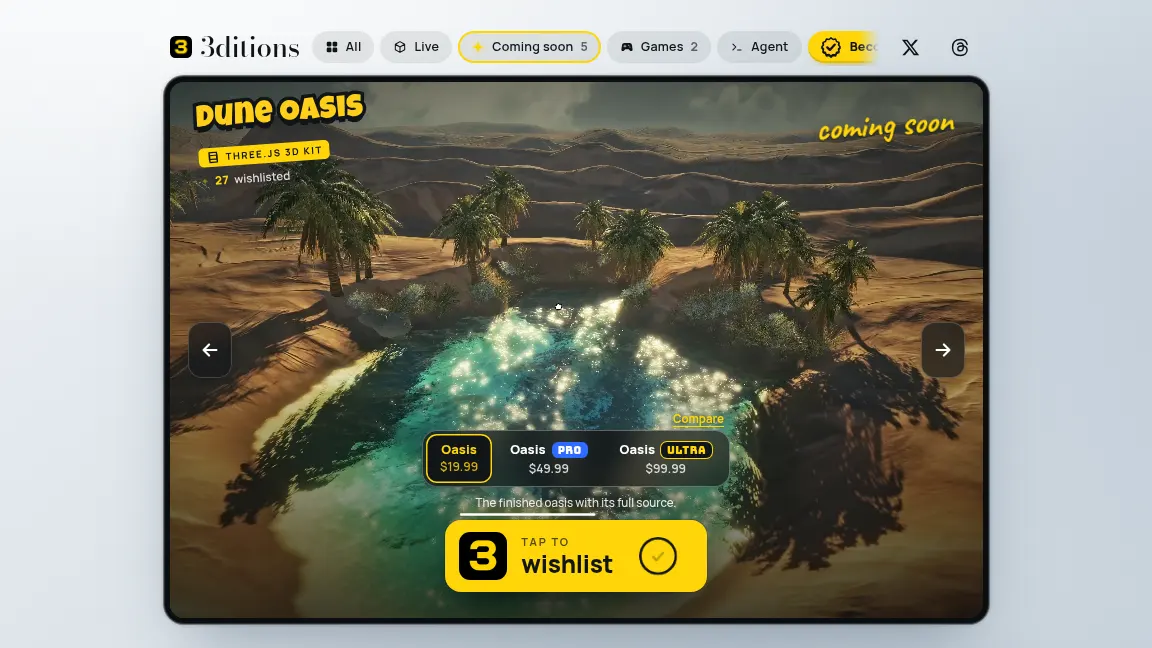 3 3ditions
All
Live
Coming soon 5
Games 2
Agent
Bec
Dune Oasis
THREE.JS 3D KIT
27 wishlisted
coming soon
Compare
Oasis
$19.99
Oasis PRO
$49.99
Oasis ULTRA
$99.99
The finished oasis with its full source.
3 TAP TO
wishlist